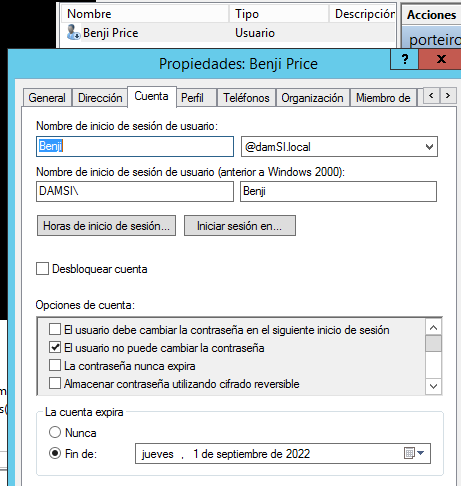 Nombre Tipo Descripción
Benji Price Usuario
Acciones
porteiro
Propiedades: Benji Price
? x
General Dirección Cuenta Perfil Teléfonos Organización Miembro de < >
Nombre de inicio de sesión de usuario:
Benji @damSI.local
Nombre de inicio de sesión de usuario (anterior a Windows 2000):
DAMSI\ Benji
Horas de inicio de sesión... Iniciar sesión en...
Desbloquear cuenta
Opciones de cuenta:
El usuario debe cambiar la contraseña en el siguiente inicio de sesión
El usuario no puede cambiar la contraseña
La contraseña nunca expira
Almacenar contraseña utilizando cifrado reversible
La cuenta expira
Nunca
Fin de: jueves , 1 de septiembre de 2022